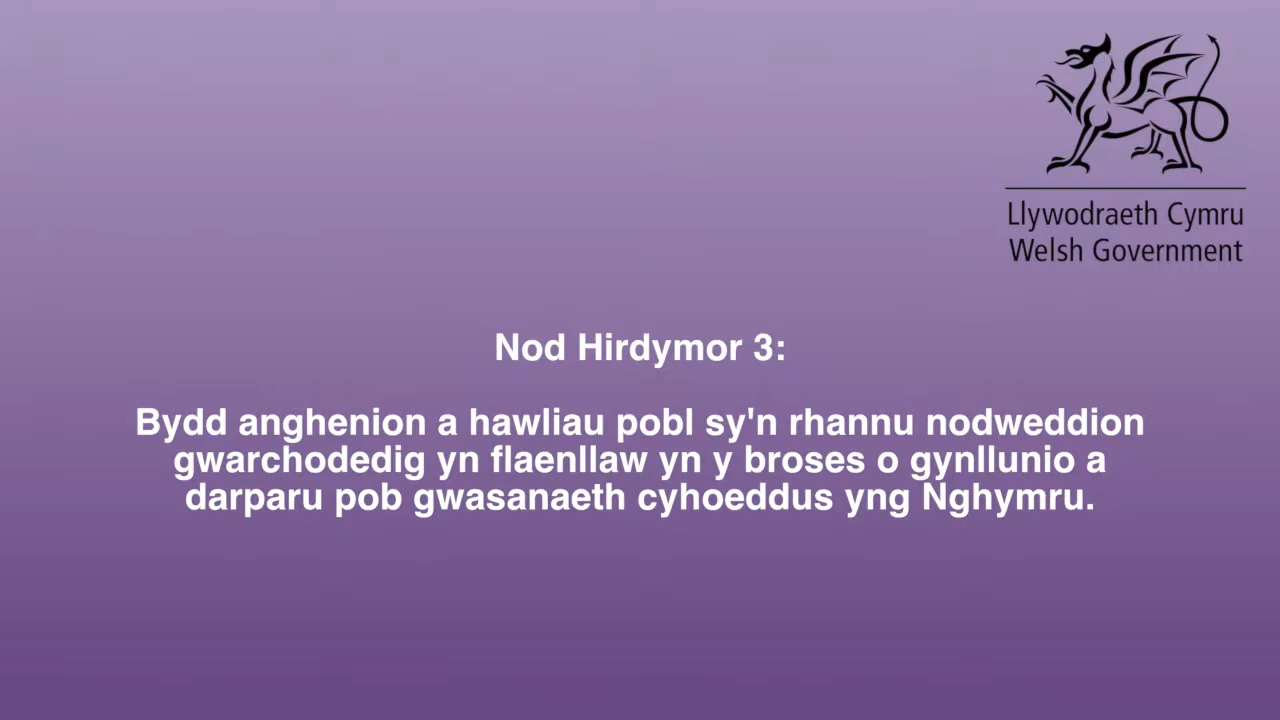 Llywodraeth Cymru
Welsh Government
Nod Hirdymor 3:
Bydd anghenion a hawliau pobl sy'n rhannu nodweddion
gwarchodedig yn flaenllaw yn y broses o gynllunio a
darparu pob gwasanaeth cyhoeddus yng Nghymru.